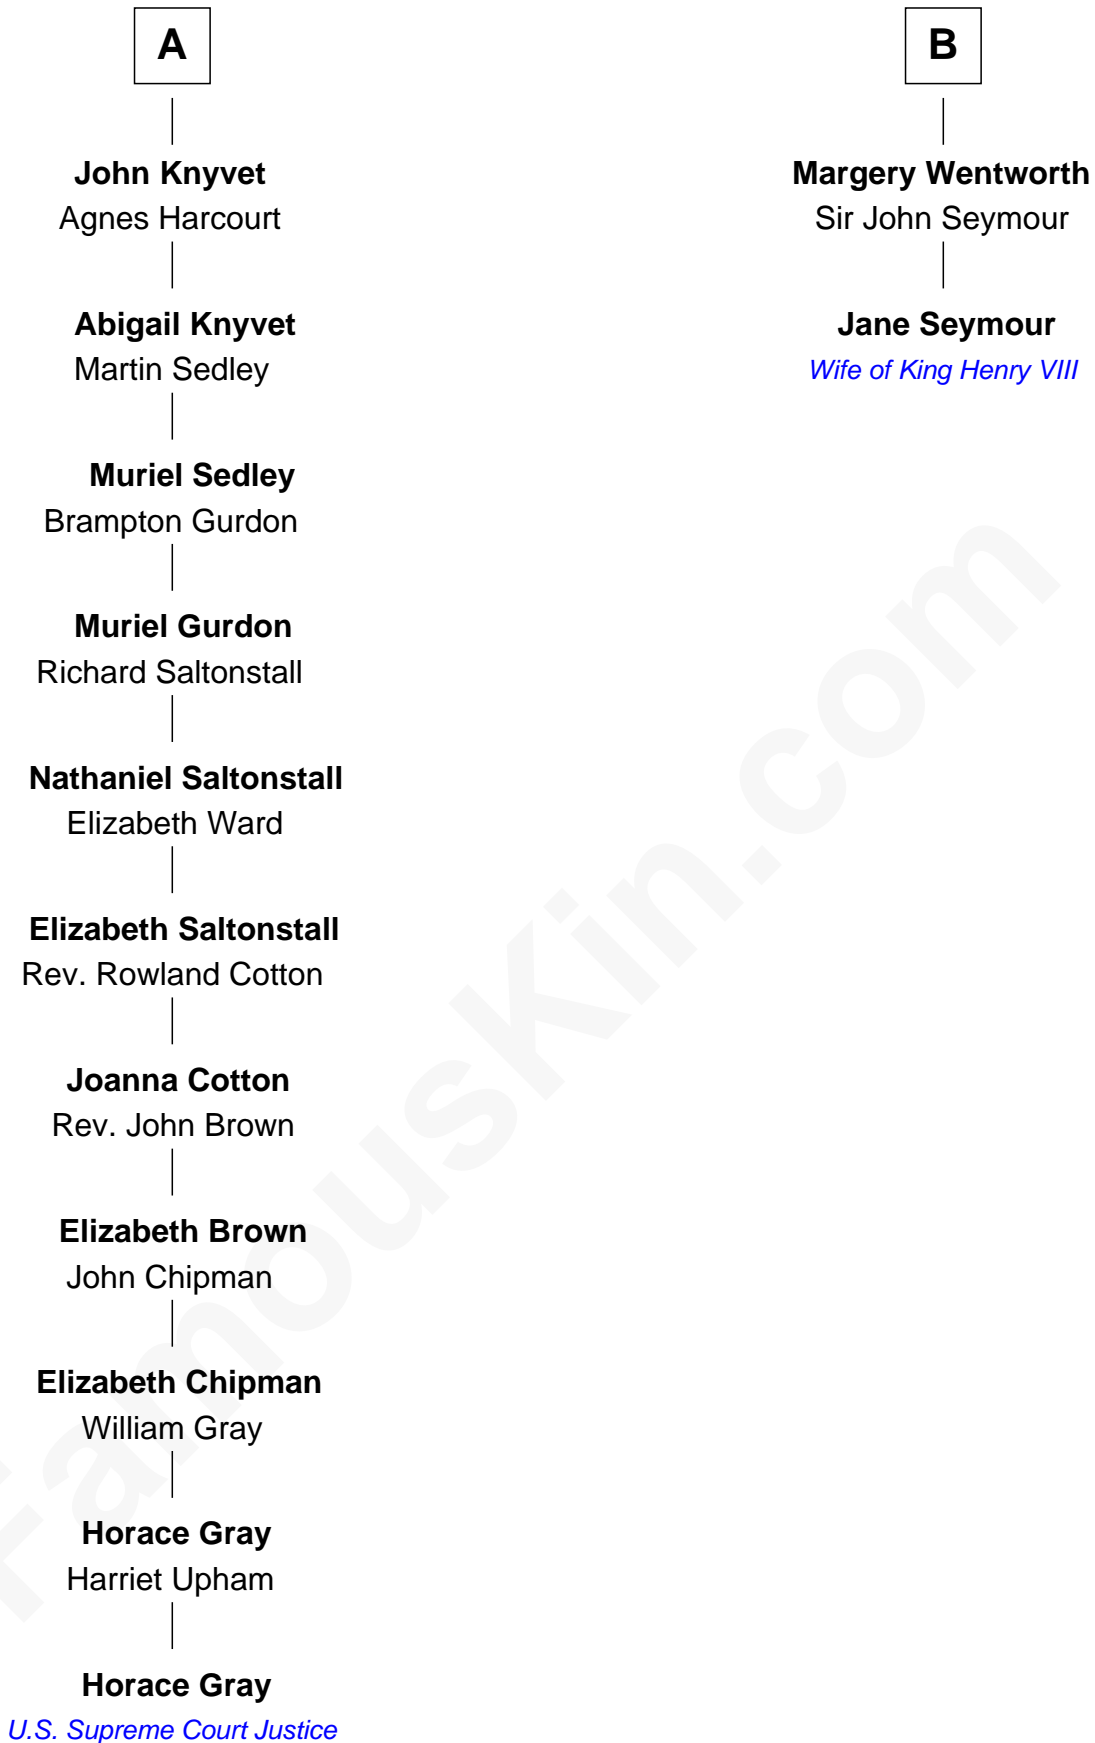 A
John Knyvet
Agnes Harcourt
Abigail Knyvet
Martin Sedley
Muriel Sedley
Brampton Gurdon
Muriel Gurdon
Richard Saltonstall
Nathaniel Saltonstall
Elizabeth Ward
Elizabeth Saltonstall
Rev. Rowland Cotton
Joanna Cotton
Rev. John Brown
Elizabeth Brown
John Chipman
Elizabeth Chipman
William Gray
Horace Gray
Harriet Upham
Horace Gray
U.S. Supreme Court Justice
B
Margery Wentworth
Sir John Seymour
Jane Seymour
Wife of King Henry VIII
FamousKin.com